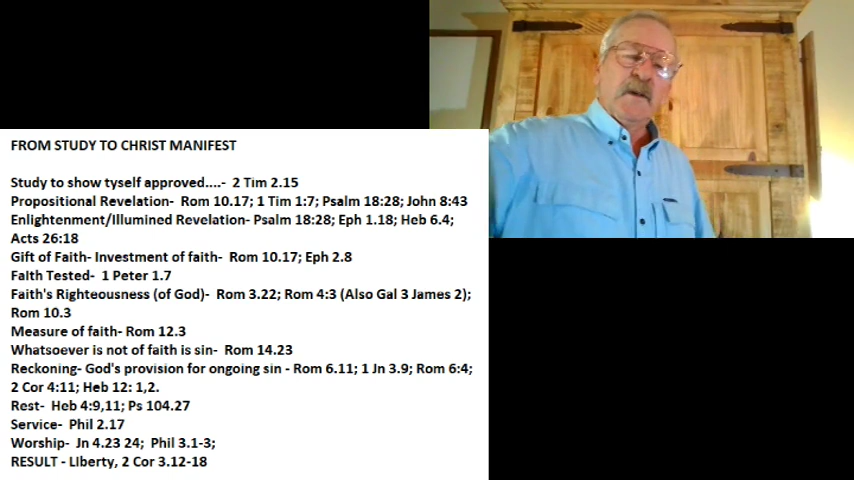 FROM STUDY TO CHRIST MANIFEST
Study to show tyself approved....-  2 Tim 2.15
Propositional Revelation-  Rom 10.17; 1 Tim 1:7; Psalm 18:28; John 8:43
Enlightenment/Illumined Revelation- Psalm 18:28; Eph 1.18; Heb 6.4;
Acts 26:18
Gift of Faith- Investment of faith-  Rom 10.17; Eph 2.8
FaIth Tested-  1 Peter 1.7
Faith's Righteousness (of God)-  Rom 3.22; Rom 4:3 (Also Gal 3 James 2);
Rom 10.3
Measure of faith- Rom 12.3
Whatsoever is not of faith is sin-  Rom 14.23
Reckoning- God's provision for ongoing sin - Rom 6.11; 1 Jn 3.9; Rom 6:4;
2 Cor 4:11; Heb 12: 1,2.
Rest-  Heb 4:9,11; Ps 104.27
Service-  Phil 2.17
Worship-  Jn 4.23 24;  Phil 3.1-3;
RESULT - LIberty, 2 Cor 3.12-18